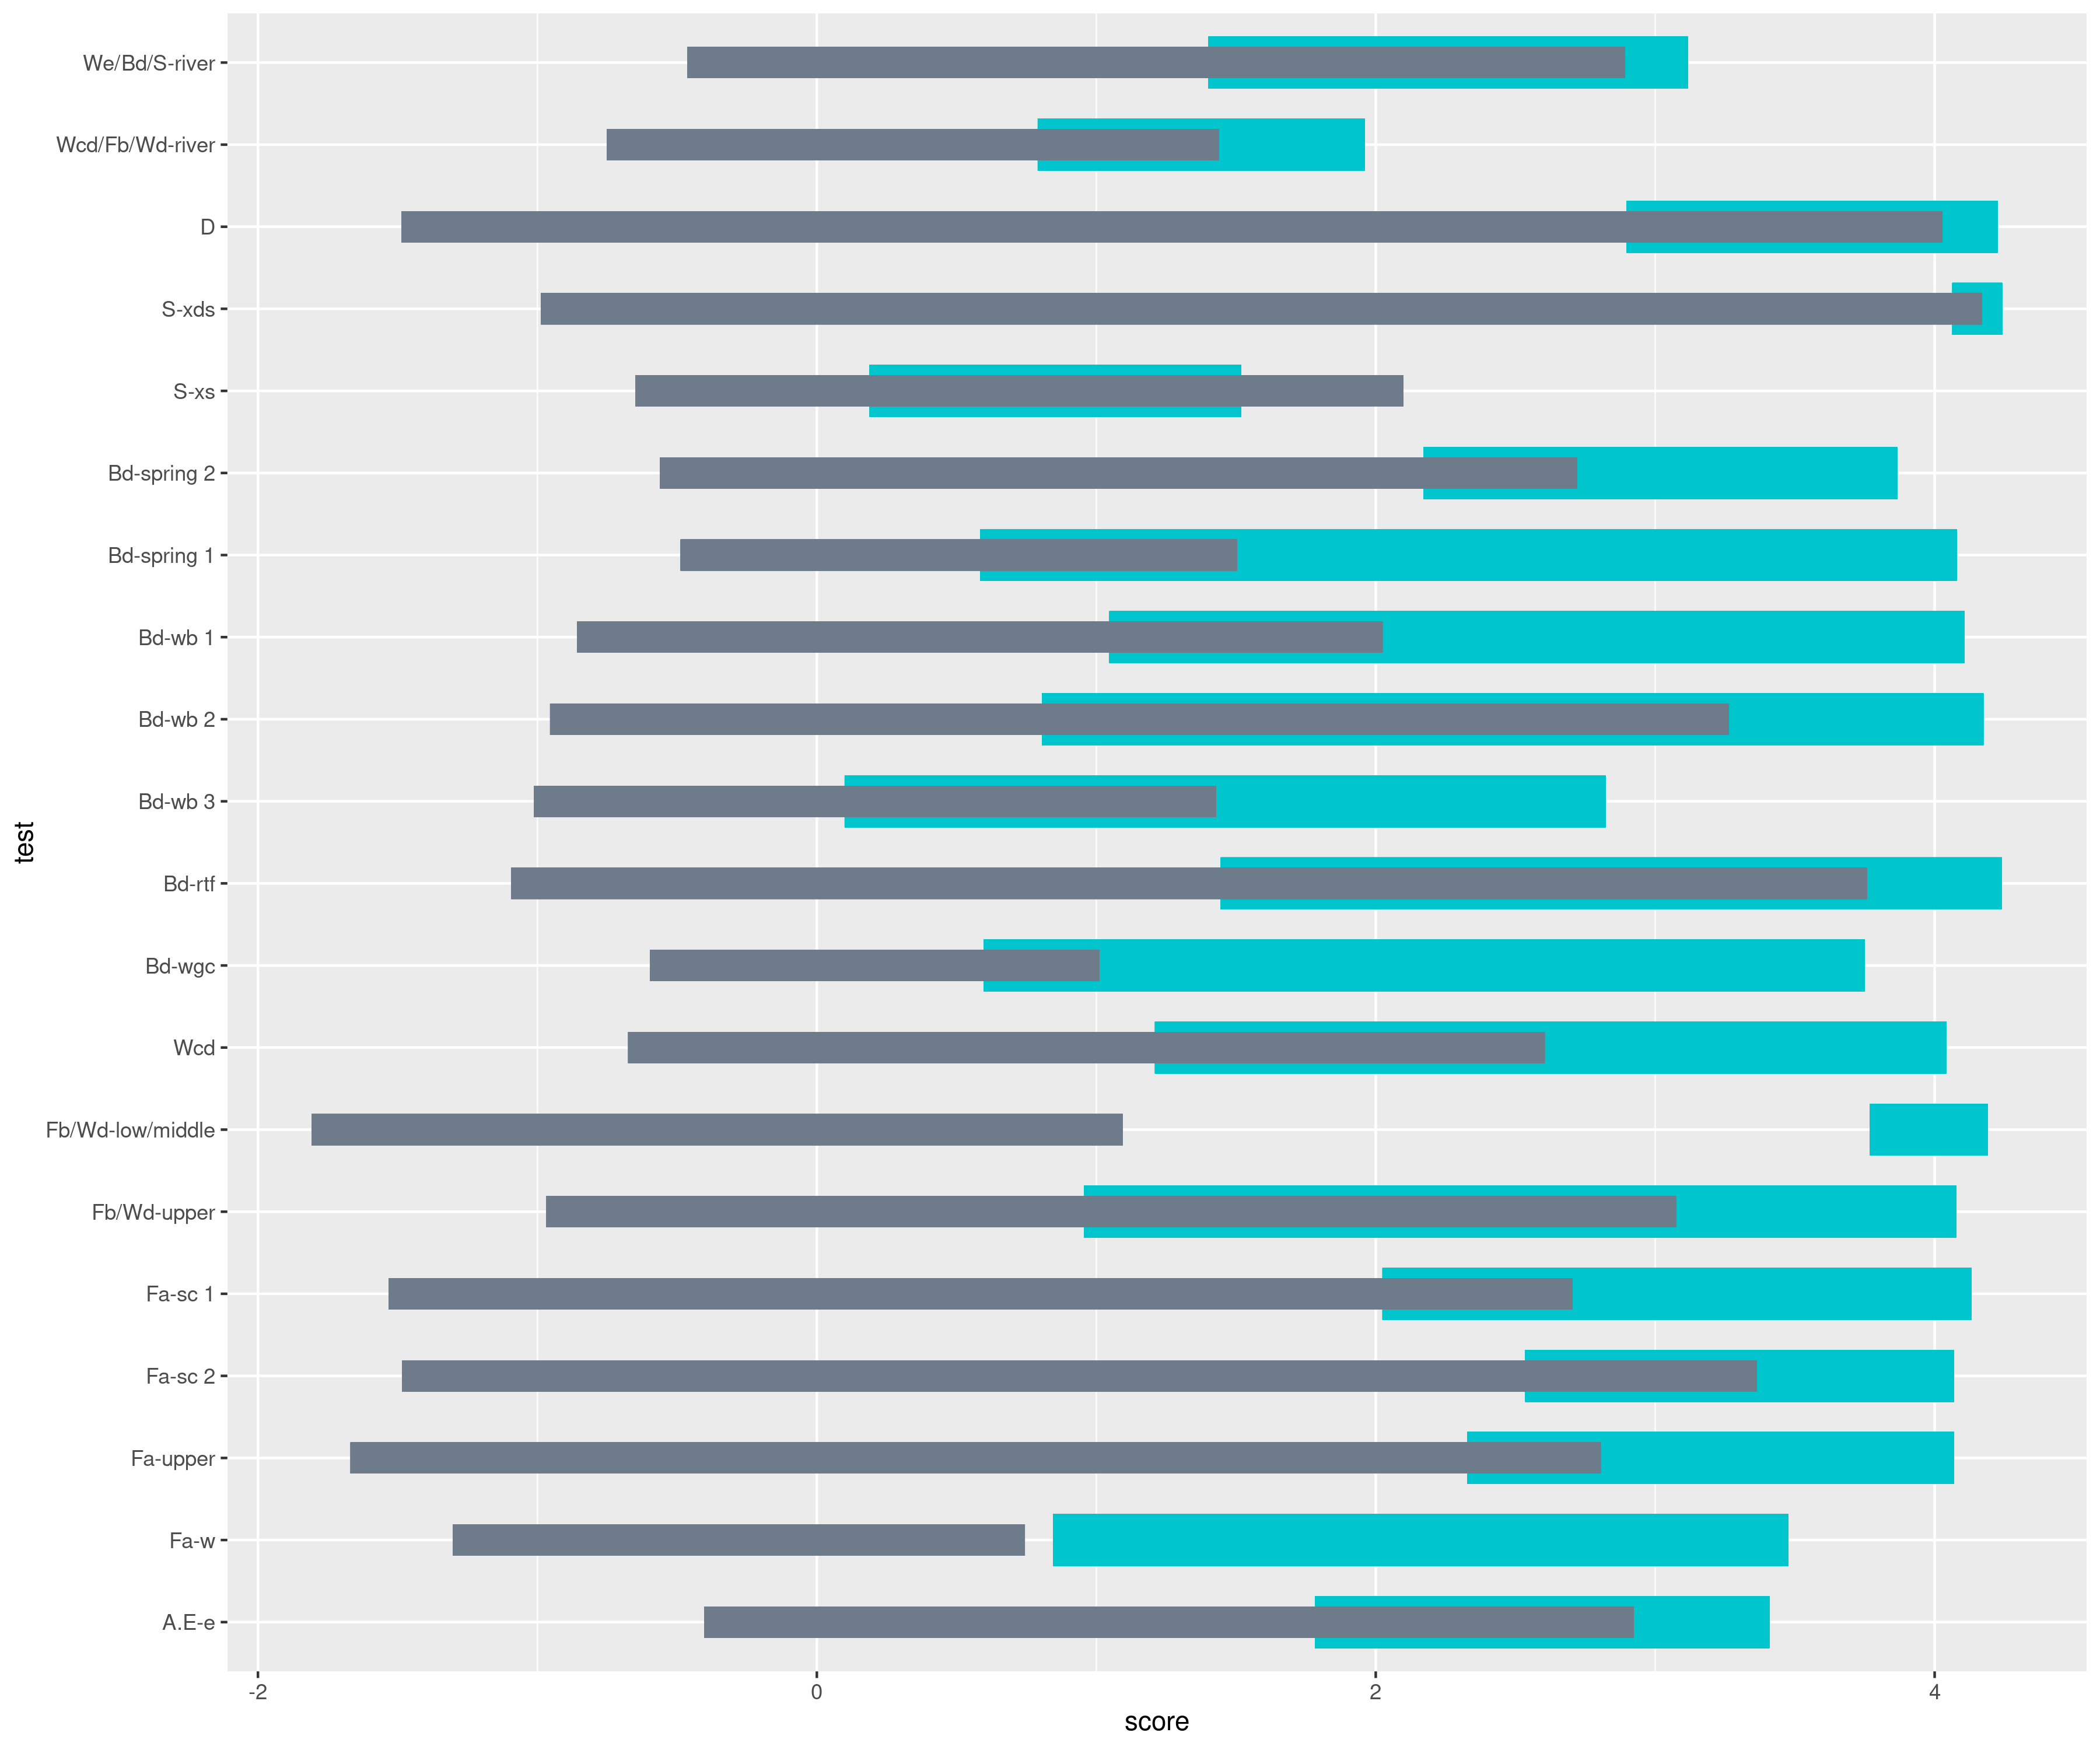 We/Bd/S-river
Wcd/Fb/Wd-river
D
S-xds
S-xs
Bd-spring 2
Bd-spring 1
Bd-wb 1
Bd-wb 2
Bd-wb 3
Bd-rtf
Bd-wgc
Wcd
Fb/Wd-low/middle
Fb/Wd-upper
Fa-sc 1
Fa-sc 2
Fa-upper
Fa-w
A.E-e
test
-2 0 2 4
score